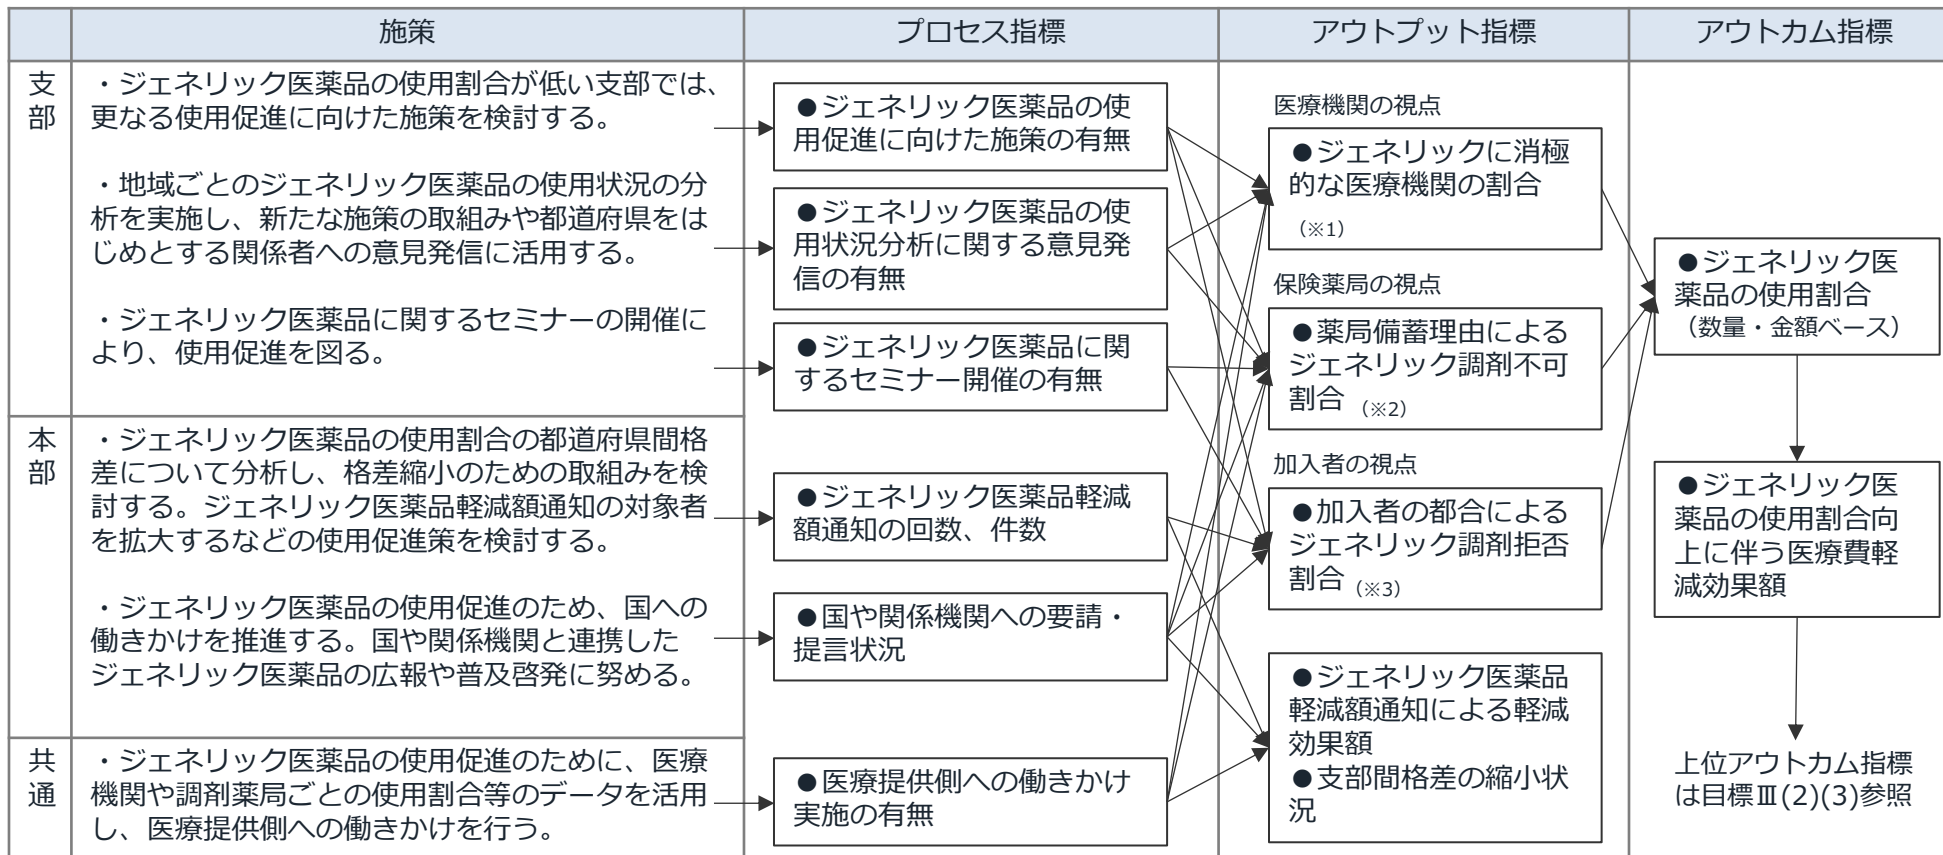 施策
プロセス指標
アウトプット指標
アウトカム指標
支
部
・ジェネリック医薬品の使用割合が低い支部では、
更なる使用促進に向けた施策を検討する。
・地域ごとのジェネリック医薬品の使用状況の分
析を実施し、新たな施策の取組みや都道府県をは
じめとする関係者への意見発信に活用する。
・ジェネリック医薬品に関するセミナーの開催に
より、使用促進を図る。
本
部
・ジェネリック医薬品の使用割合の都道府県間格
差について分析し、格差縮小のための取組みを検
討する。ジェネリック医薬品軽減額通知の対象者
を拡大するなどの使用促進策を検討する。
・ジェネリック医薬品の使用促進のため、国への
働きかけを推進する。国や関係機関と連携した
ジェネリック医薬品の広報や普及啓発に努める。
共
通
・ジェネリック医薬品の使用促進のために、医療
機関や調剤薬局ごとの使用割合等のデータを活用
し、医療提供側への働きかけを行う。
●ジェネリック医薬品の使
用促進に向けた施策の有無
●ジェネリック医薬品の使
用状況分析に関する意見発
信の有無
●ジェネリック医薬品に関
するセミナー開催の有無
●ジェネリック医薬品軽減
額通知の回数、件数
●国や関係機関への要請・
提言状況
●医療提供側への働きかけ
実施の有無
医療機関の視点
●ジェネリックに消極
的な医療機関の割合
（※1）
保険薬局の視点
●薬局備蓄理由による
ジェネリック調剤不可
割合（※2）
加入者の視点
●加入者の都合による
ジェネリック調剤拒否
割合（※3）
●ジェネリック医薬品
軽減額通知による軽減
効果額
●支部間格差の縮小状
況
●ジェネリック医
薬品の使用割合
（数量・金額ベース）
●ジェネリック医
薬品の使用割合向
上に伴う医療費軽
減効果額
上位アウトカム指標
は目標Ⅲ(2)(3)参照